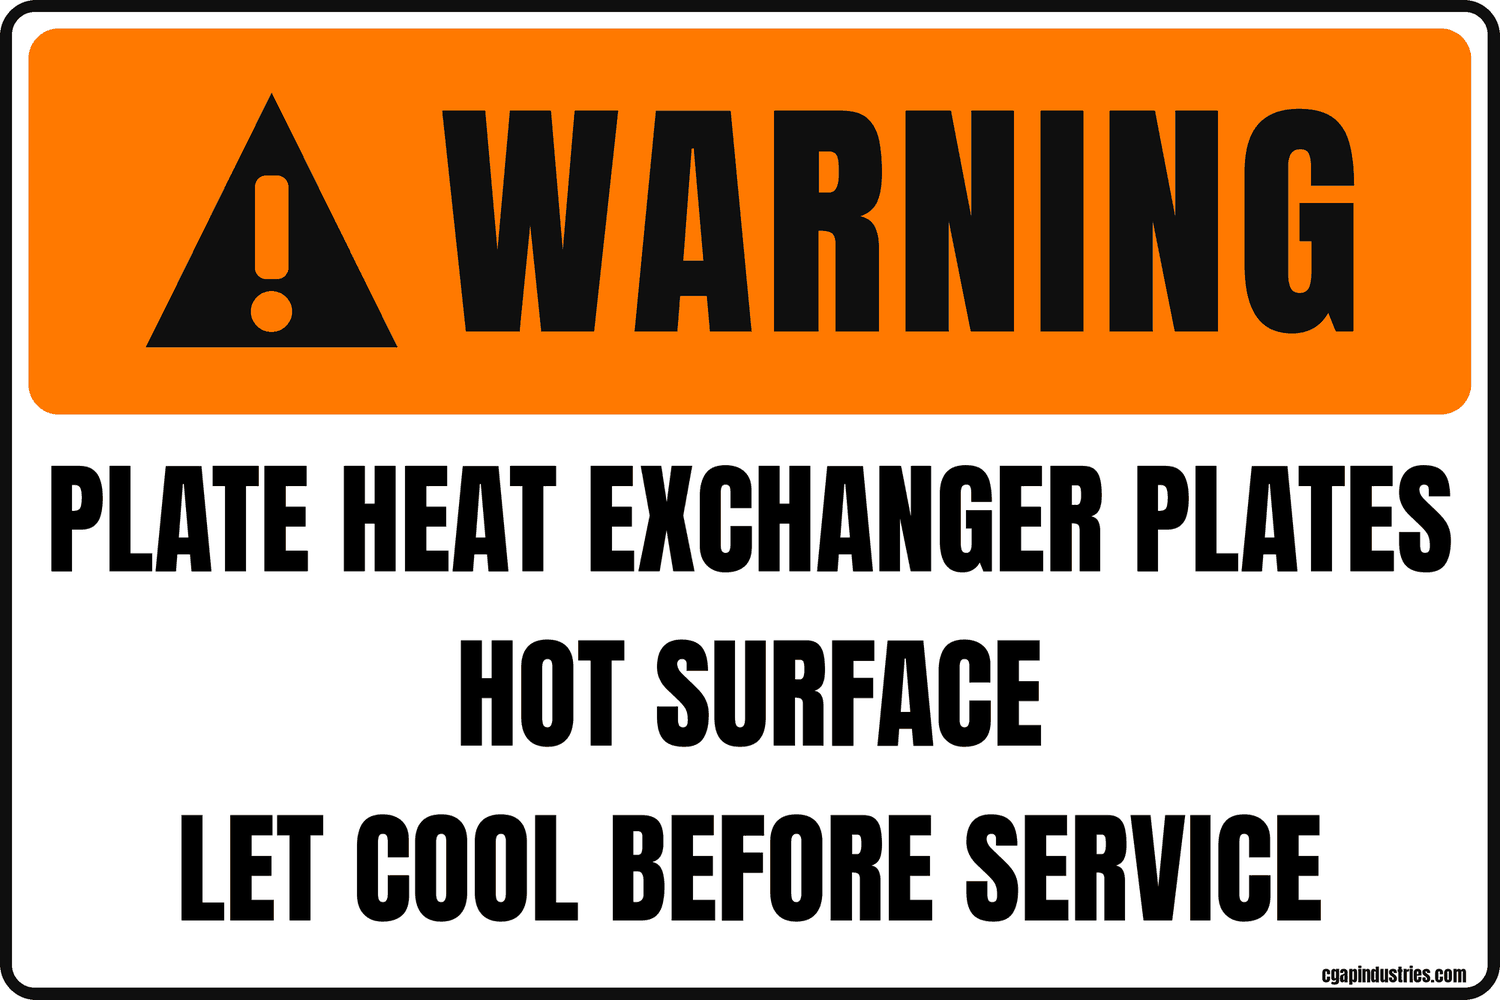 WARNING
PLATE HEAT EXCHANGER PLATES
HOT SURFACE
LET COOL BEFORE SERVICE
cgapindustries.com